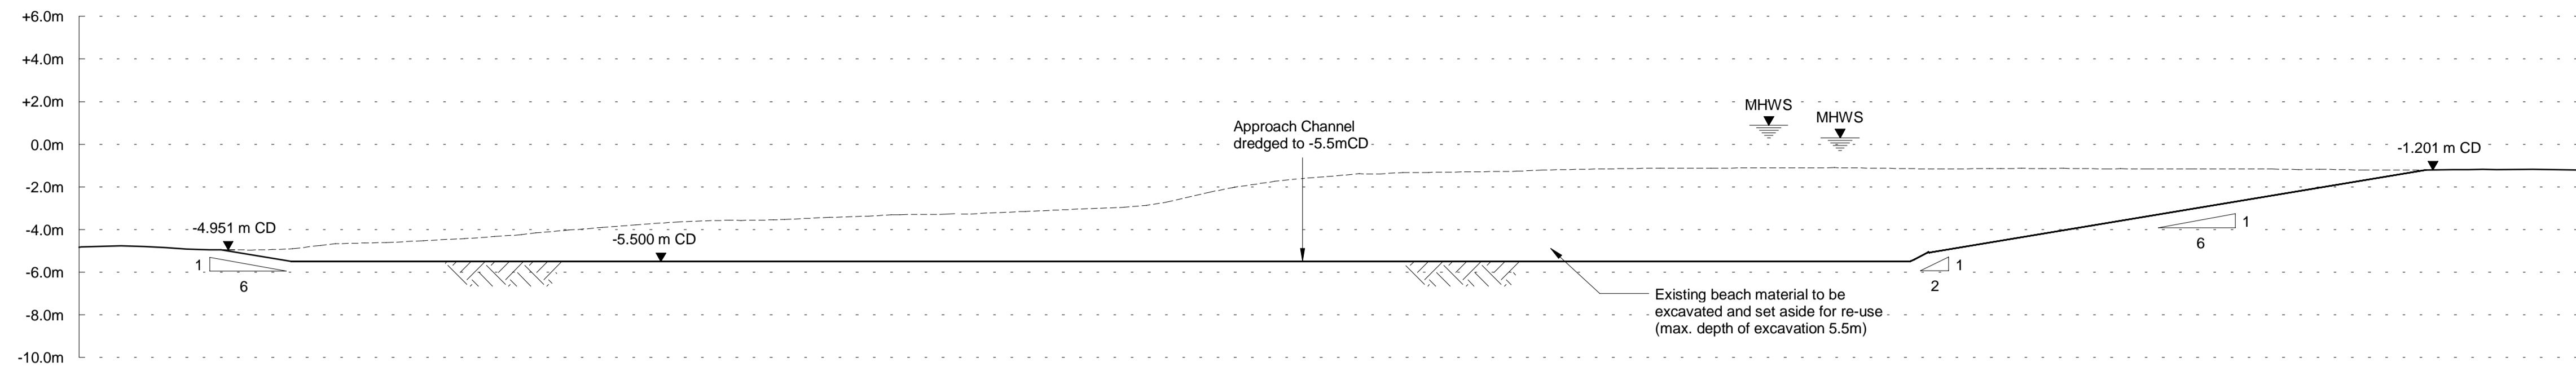 +6.0m
+4.0m
+2.0m
0.0m
-2.0m
-4.0m
-6.0m
-8.0m
-10.0m
-4.951 m CD
1
6
-5.500 m CD
Approach Channel
dredged to -5.5mCD
MHWS
MHWS
Existing beach material to be
excavated and set aside for re-use
(max. depth of excavation 5.5m)
1
2
1
6
-1.201 m CD